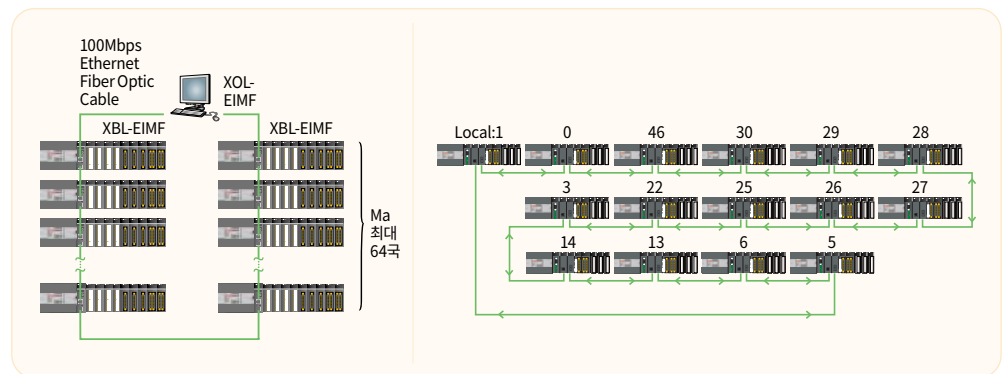 100Mbps
Ethernet
Fiber Optic
Cable
XOL-
EIMF
XBL-EIMF
XBL-EIMF
Ma
최대
64국
Local:1
0
46
30
29
28
3
22
25
26
27
14
13
6
5